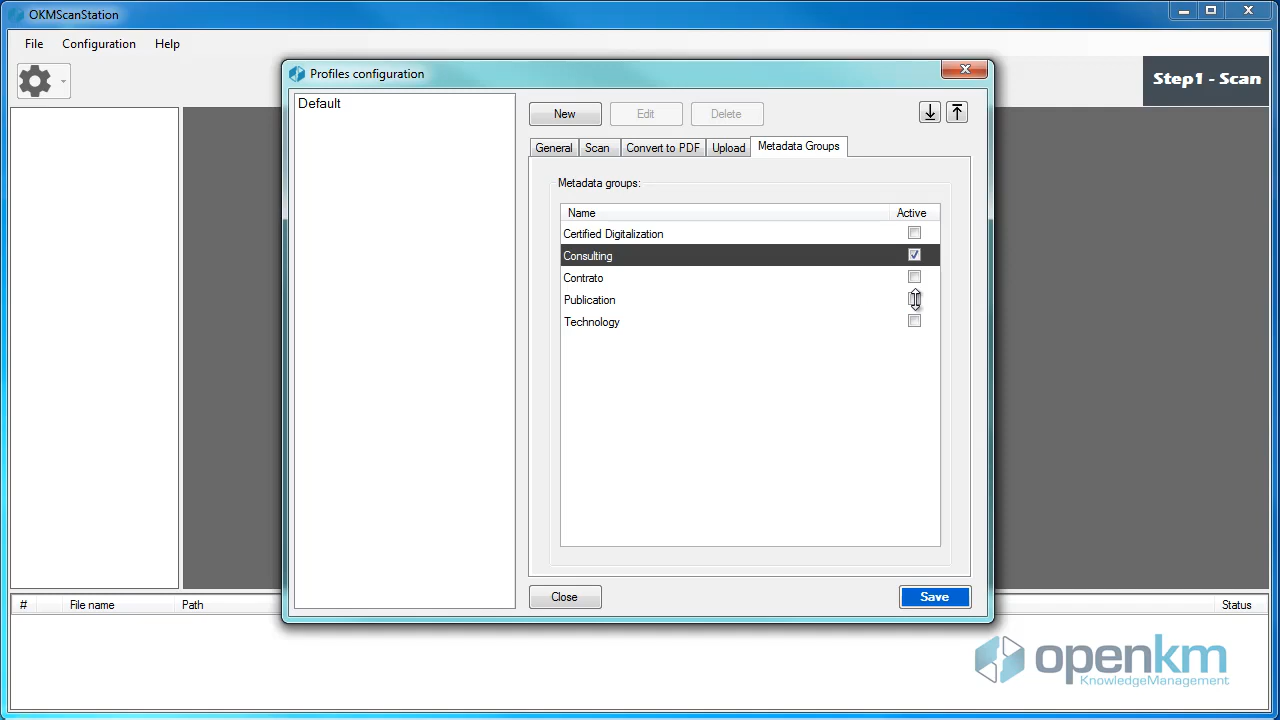 OKMScanStation
File Configuration Help
Step1 - Scan
Profiles configuration
Default
New Edit Delete
General Scan Convert to PDF Upload Metadata Groups
Metadata groups:
Name Active
Certified Digitalization
Consulting
Contrato
Publication
Technology
Close Save
# File name Path Status
openkm
KnowledgeManagement